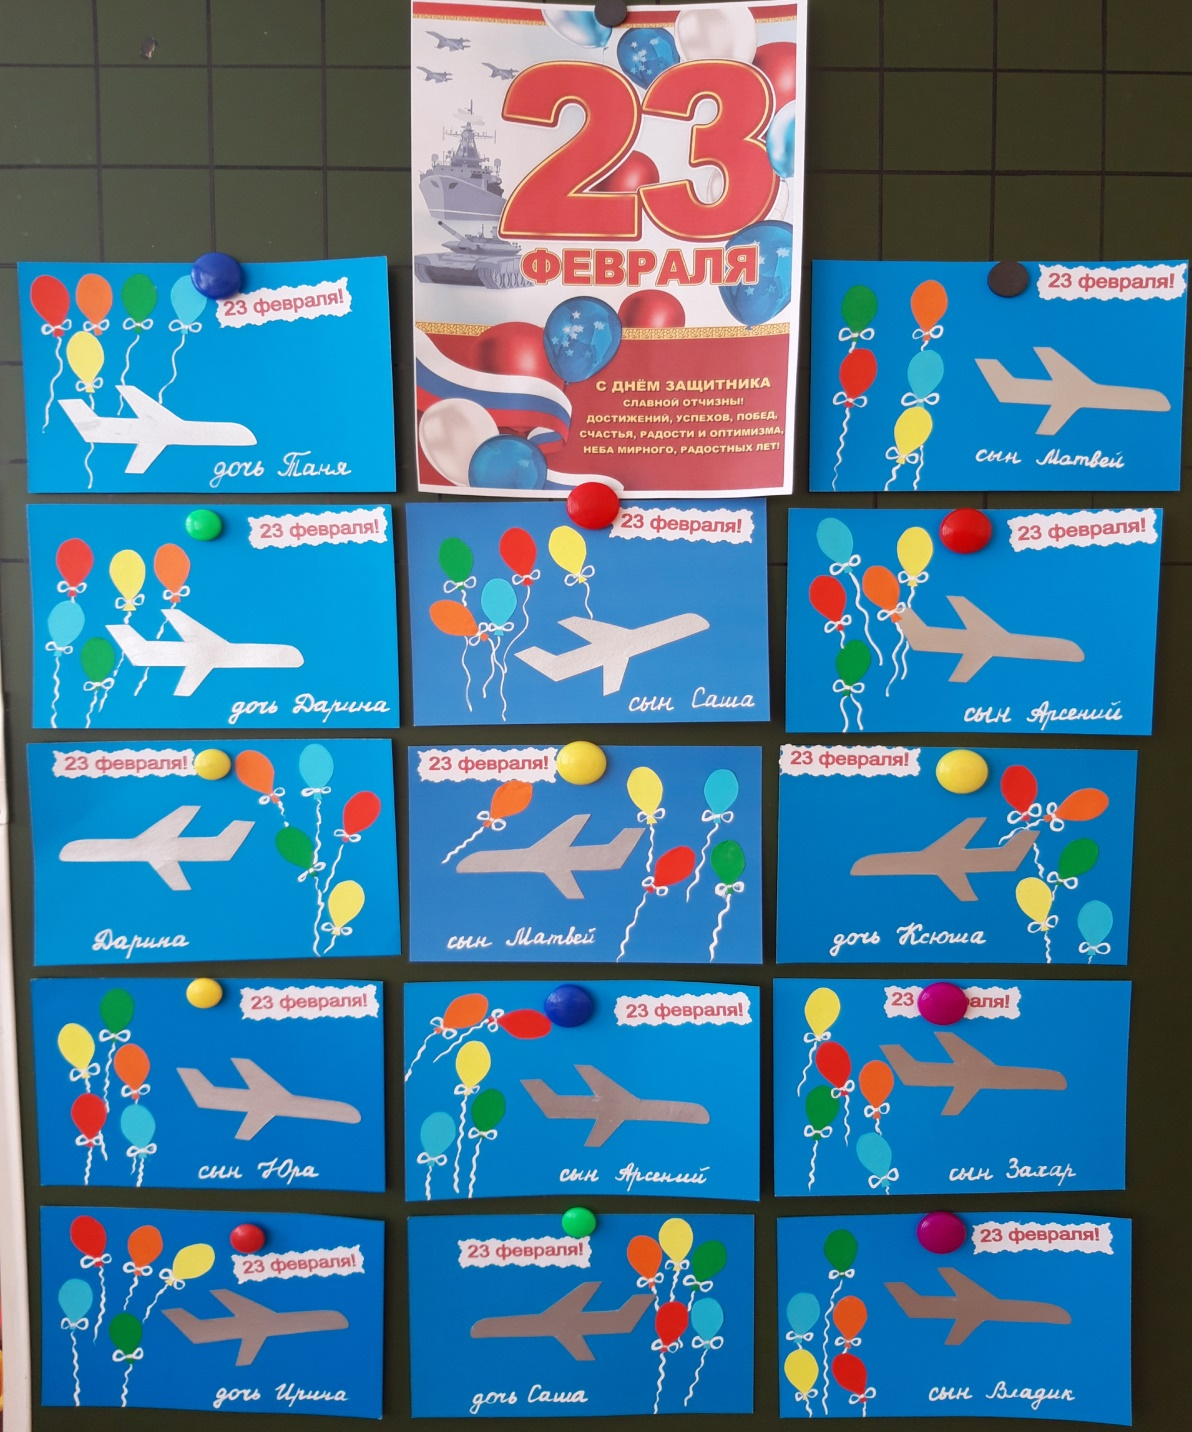 23
ФЕВРАЛЯ
С ДНЁМ ЗАЩИТНИКА
СЛАВНОЙ ОТЧИЗНЫ!
ДОСТИЖЕНИЙ, УСПЕХОВ, ПОБЕД,
СЧАСТЬЯ, РАДОСТИ И ОПТИМИЗМА,
НЕБА МИРНОГО, РАДОСТНЫХ ЛЕТ!
23 февраля!
дочь Таня
23 февраля!
сын Матвей
23 февраля!
дочь Дарина
23 февраля!
сын Саша
23 февраля!
сын Арсений
23 февраля!
Дарина
23 февраля!
сын Матвей
23 февраля!
дочь Ксюша
23 февраля!
сын Юра
23 февраля!
сын Арсений
23 аля!
сын Захар
23 февраля!
дочь Ирина
23 февраля!
дочь Саша
23 февраля!
сын Владик